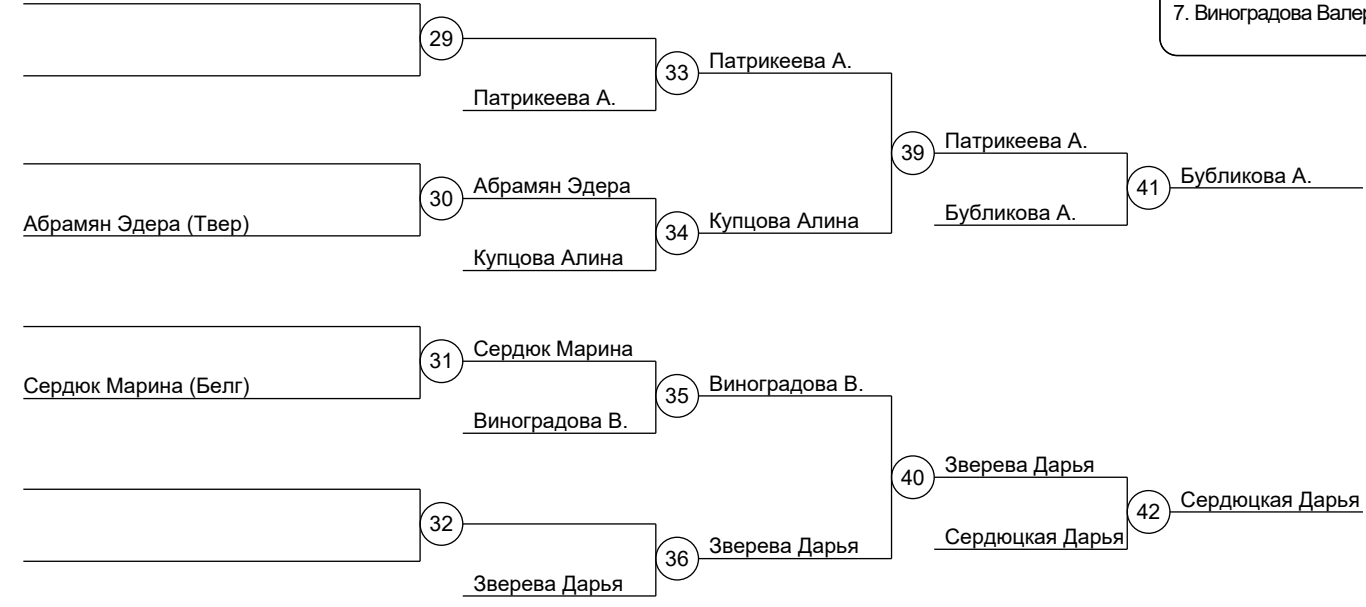 7. Виноградова Валер
29
Патрикеева А.
33
Патрикеева А.
Абрамян Эдера (Твер)
30
Абрамян Эдера
Купцова Алина
34
Купцова Алина
39
Патрикеева А.
Бубликова А.
41
Бубликова А.
Сердюк Марина (Белг)
31
Сердюк Марина
Виноградова В.
35
Виноградова В.
32
Зверева Дарья
36
Зверева Дарья
40
Зверева Дарья
Сердюцкая Дарья
42
Сердюцкая Дарья